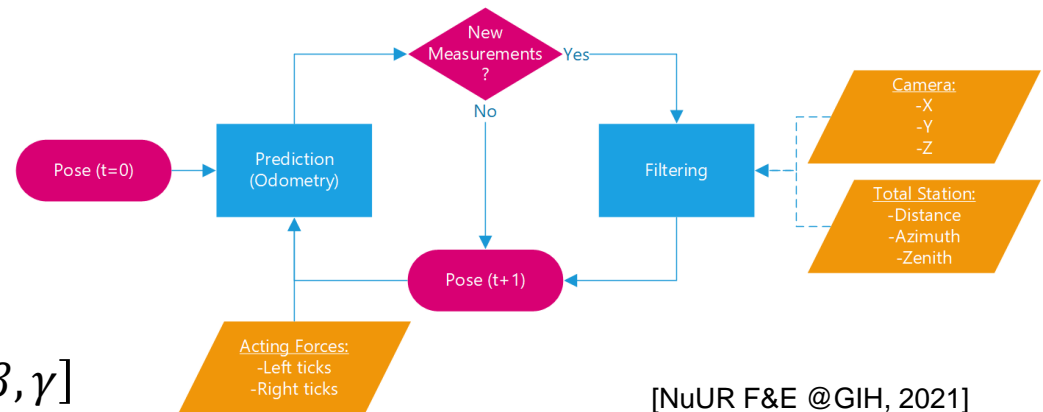 New
Measurements
?
Yes
No
Camera:
-X
-Y
-Z
Pose (t=0)
Prediction
(Odometry)
Filtering
Total Station:
-Distance
-Azimuth
-Zenith
Pose (t+1)
Acting Forces:
-Left ticks
-Right ticks
, γ]
[NuUR F&E @GIH, 2021]